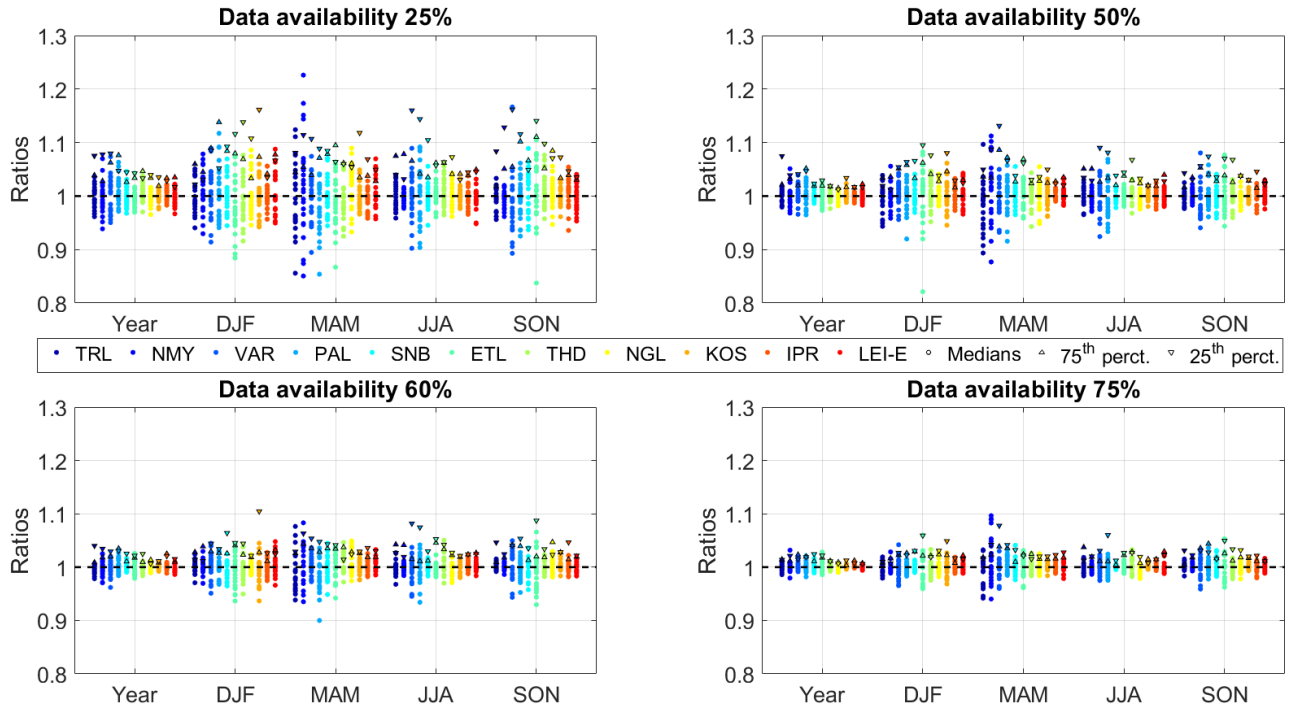 Data availability 25%
Data availability 50%
Ratios
1.3
1.2
1.1
1
0.9
0.8
Year DJF MAM JJA SON
Ratios
1.3
1.2
1.1
1
0.9
0.8
Year DJF MAM JJA SON
TRL NMY VAR PAL SNB ETL THD NGL KOS IPR LEI-E Medians 75th perct. 25th perct.
Data availability 60%
Data availability 75%
Ratios
1.3
1.2
1.1
1
0.9
0.8
Year DJF MAM JJA SON
Ratios
1.3
1.2
1.1
1
0.9
0.8
Year DJF MAM JJA SON